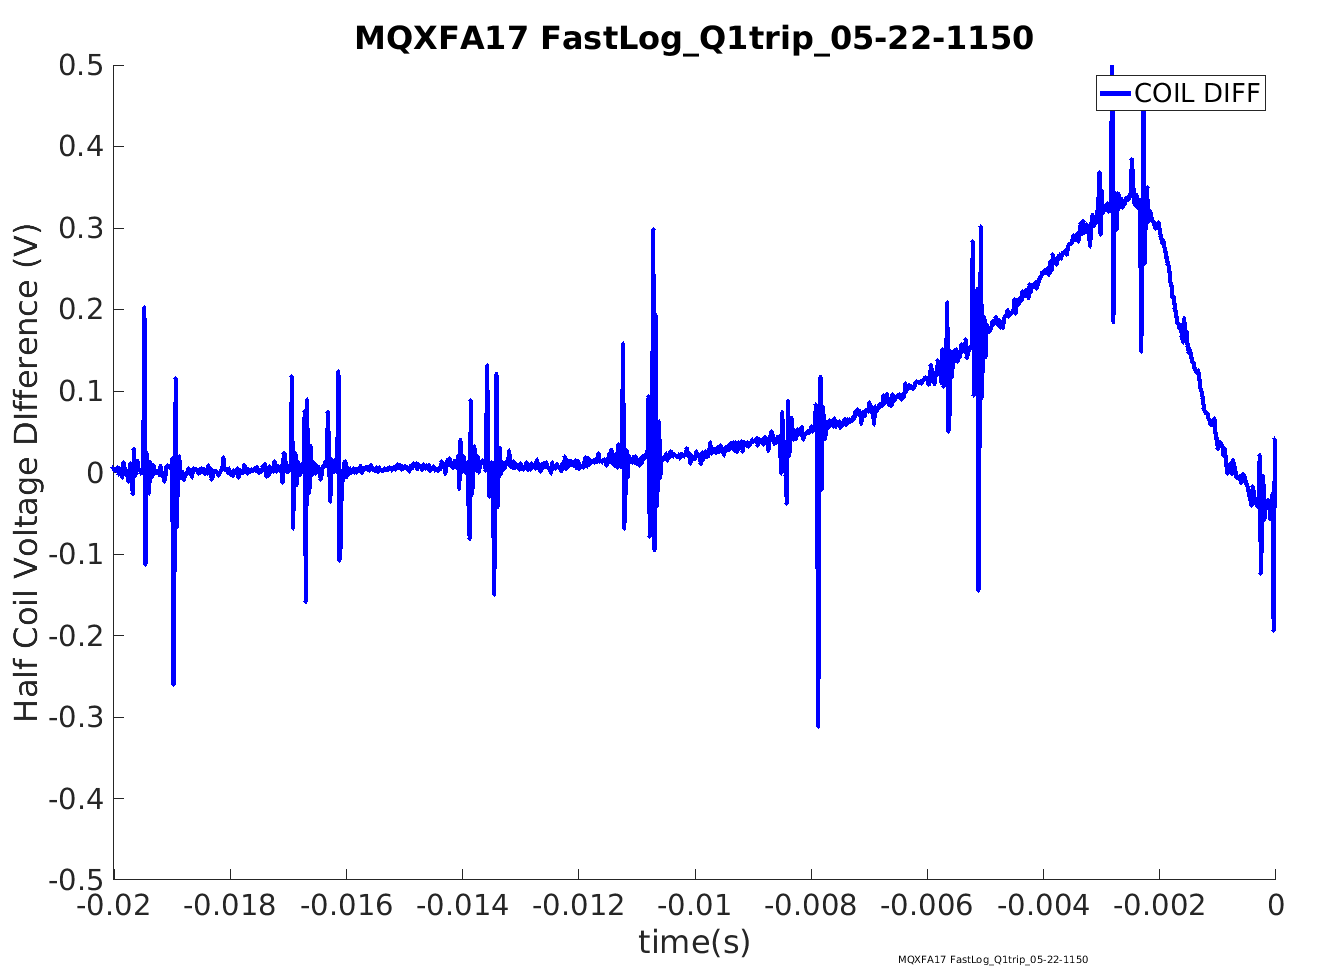 MQXFA17 FastLog_Q1trip_05-22-1150
COIL DIFF
Half Coil Voltage DIfference (V)
0.5
0.4
0.3
0.2
0.1
0
-0.1
-0.2
-0.3
-0.4
-0.5
-0.02 -0.018 -0.016 -0.014 -0.012 -0.01 -0.008 -0.006 -0.004 -0.002 0
time(s)
MQXFA17 FastLog_Q1trip_05-22-1150